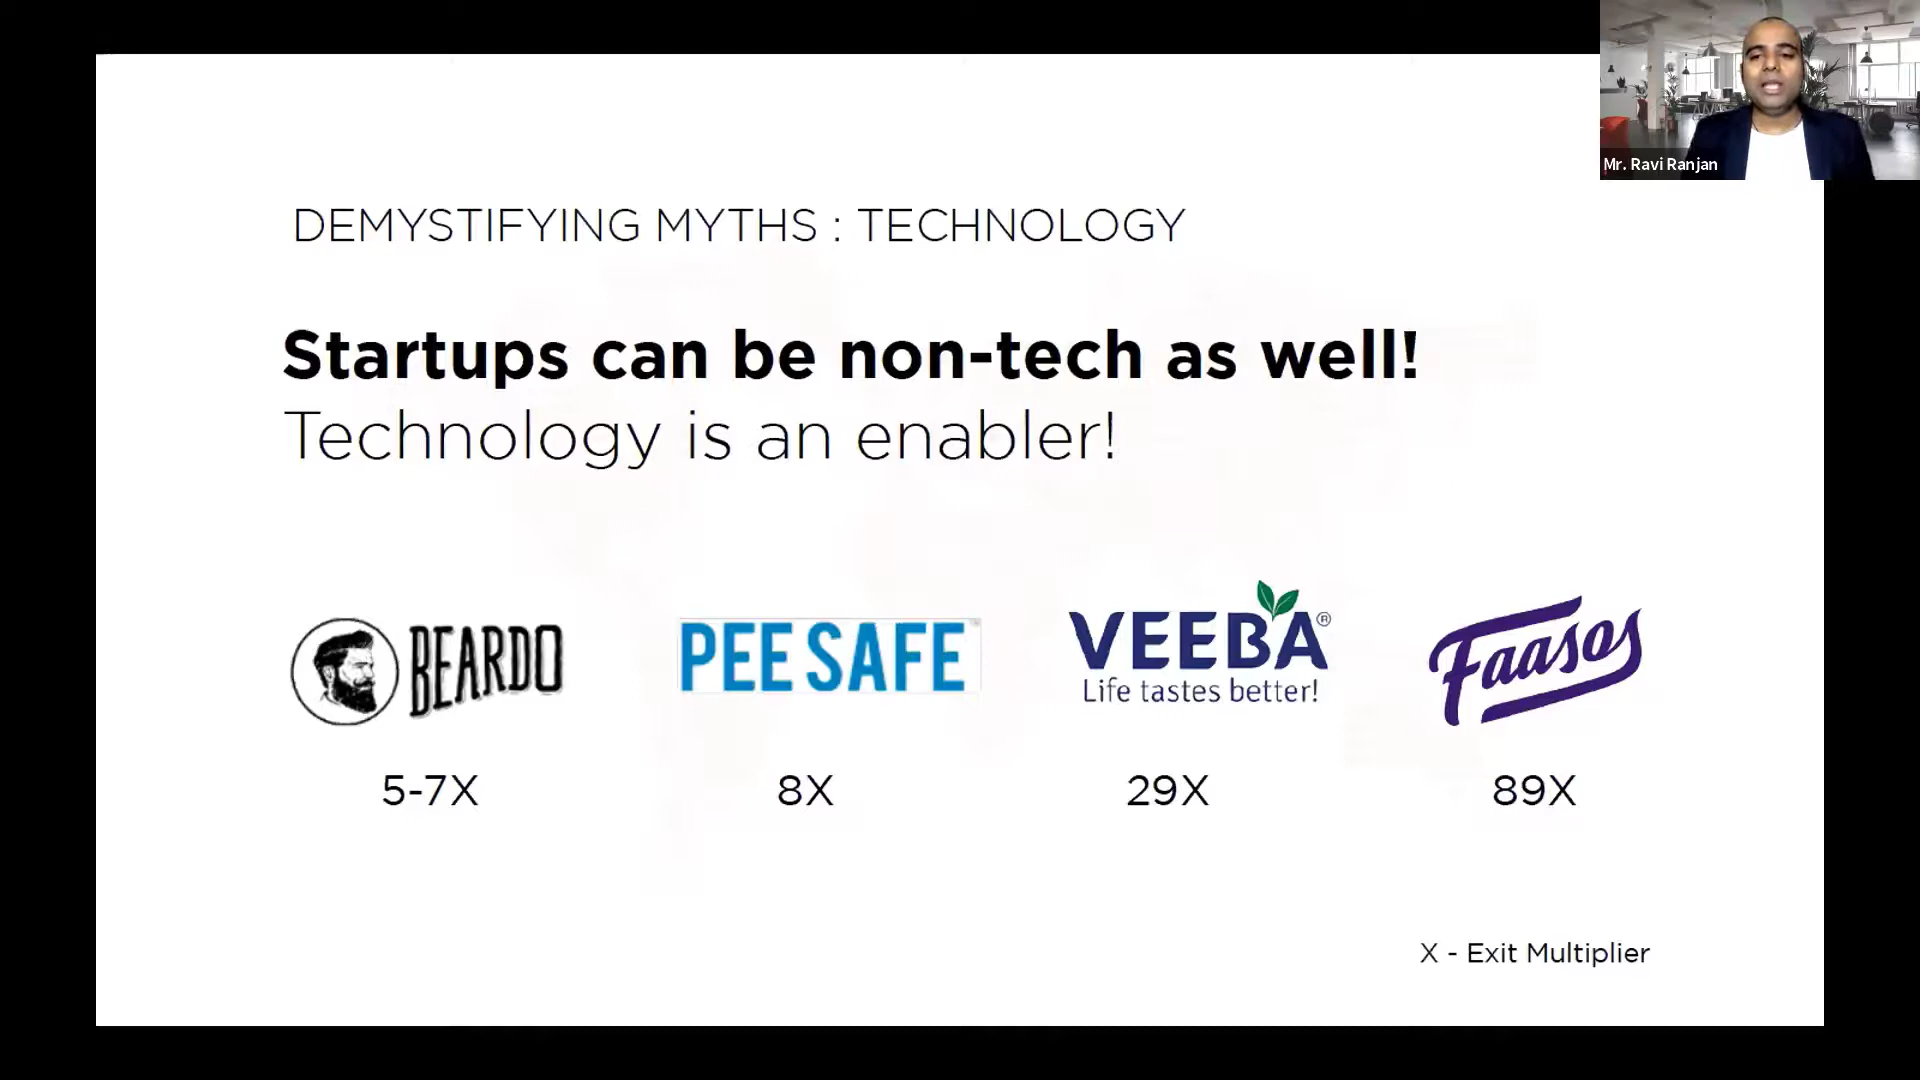 Mr. Ravi Ranjan
DEMYSTIFYING MYTHS : TECHNOLOGY
Startups can be non-tech as well!
Technology is an enabler!
BEARDO
PEE SAFE
VEEBA®
Life tastes better!
Faasos
5-7X
8X
29X
89X
X - Exit Multiplier